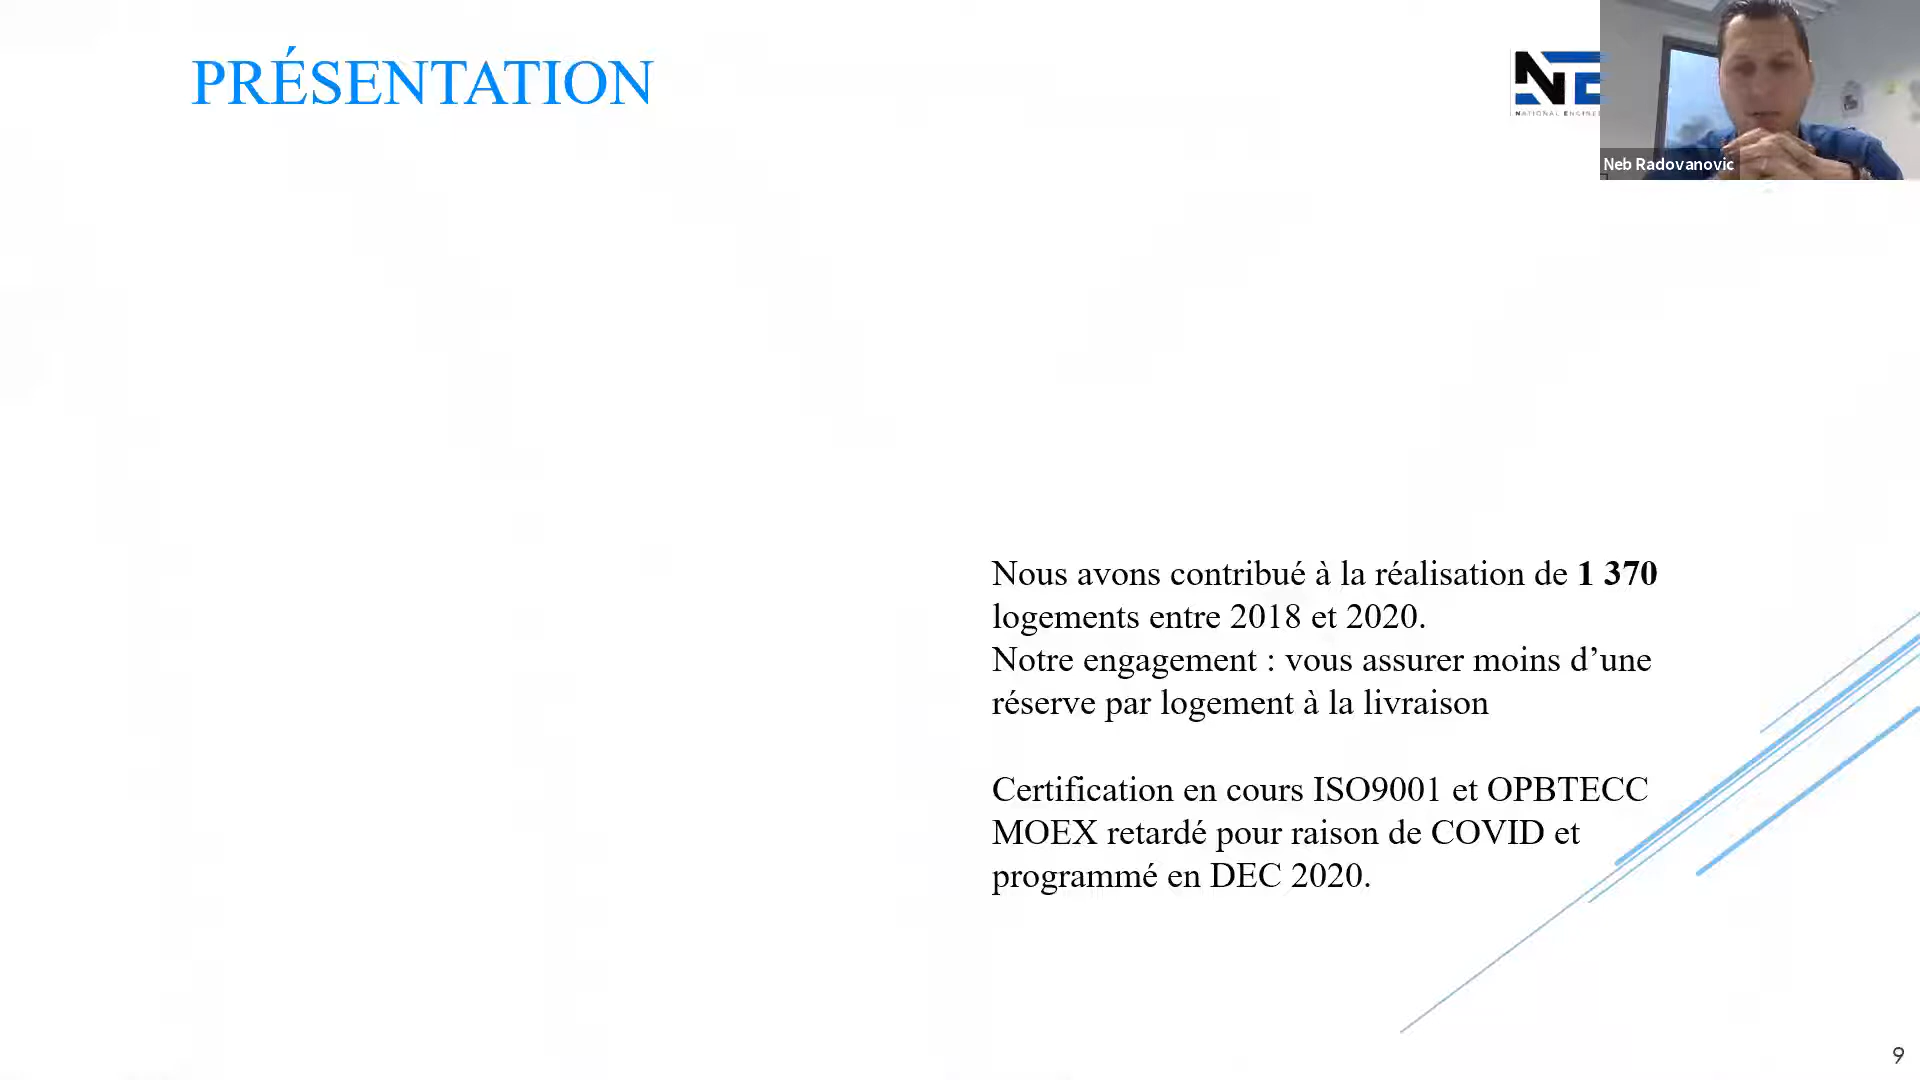 PRÉSENTATION
NE
NATIONAL
Neb Radovanovic
Nous avons contribué à la réalisation de 1 370
logements entre 2018 et 2020.
Notre engagement : vous assurer moins d’une
réserve par logement à la livraison
Certification en cours ISO9001 et OPBTECC
MOEX retardé pour raison de COVID et
programmé en DEC 2020.
9